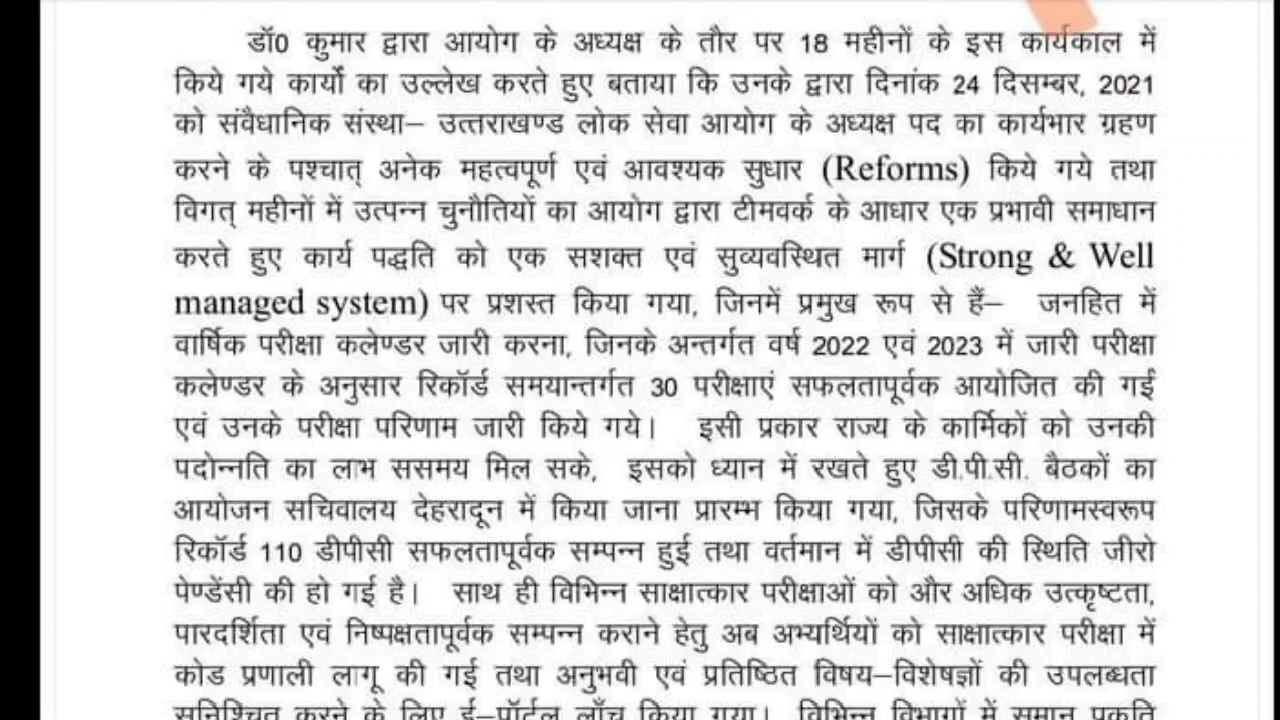 डॉ0 कुमार द्वारा आयोग के अध्यक्ष के तौर पर 18 महीनों के इस कार्यकाल में
किये गये कार्यों का उल्लेख करते हुए बताया कि उनके द्वारा दिनांक 24 दिसम्बर, 2021
को संवैधानिक संस्था– उत्तराखण्ड लोक सेवा आयोग के अध्यक्ष पद का कार्यभार ग्रहण
करने के पश्चात् अनेक महत्वपूर्ण एवं आवश्यक सुधार (Reforms) किये गये तथा
विगत् महीनों में उत्पन्न चुनौतियों का आयोग द्वारा टीमवर्क के आधार एक प्रभावी समाधान
करते हुए कार्य पद्धति को एक सशक्त एवं सुव्यवस्थित मार्ग (Strong & Well
managed system) पर प्रशस्त किया गया, जिनमें प्रमुख रूप से हैं– जनहित में
वार्षिक परीक्षा कलेण्डर जारी करना, जिनके अन्तर्गत वर्ष 2022 एवं 2023 में जारी परीक्षा
कलेण्डर के अनुसार रिकॉर्ड समयान्तर्गत 30 परीक्षाएं सफलतापूर्वक आयोजित की गईं
एवं उनके परीक्षा परिणाम जारी किये गये। इसी प्रकार राज्य के कार्मिकों को उनकी
पदोन्नति का लाभ ससमय मिल सके, इसको ध्यान में रखते हुए डी.पी.सी. बैठकों का
आयोजन सचिवालय देहरादून में किया जाना प्रारम्भ किया गया, जिसके परिणामस्वरूप
रिकॉर्ड 110 डीपीसी सफलतापूर्वक सम्पन्न हुई तथा वर्तमान में डीपीसी की स्थिति जीरो
पेण्डेंसी की हो गई है। साथ ही विभिन्न साक्षात्कार परीक्षाओं को और अधिक उत्कृष्टता,
पारदर्शिता एवं निष्पक्षतापूर्वक सम्पन्न कराने हेतु अब अभ्यर्थियों को साक्षात्कार परीक्षा में
कोड प्रणाली लागू की गई तथा अनुभवी एवं प्रतिष्ठित विषय–विशेषज्ञों की उपलब्धता
सुनिश्चित करने के लिए ई–पॉर्टल लाँच किया गया। विभिन्न विभागों में समान प्रकृति